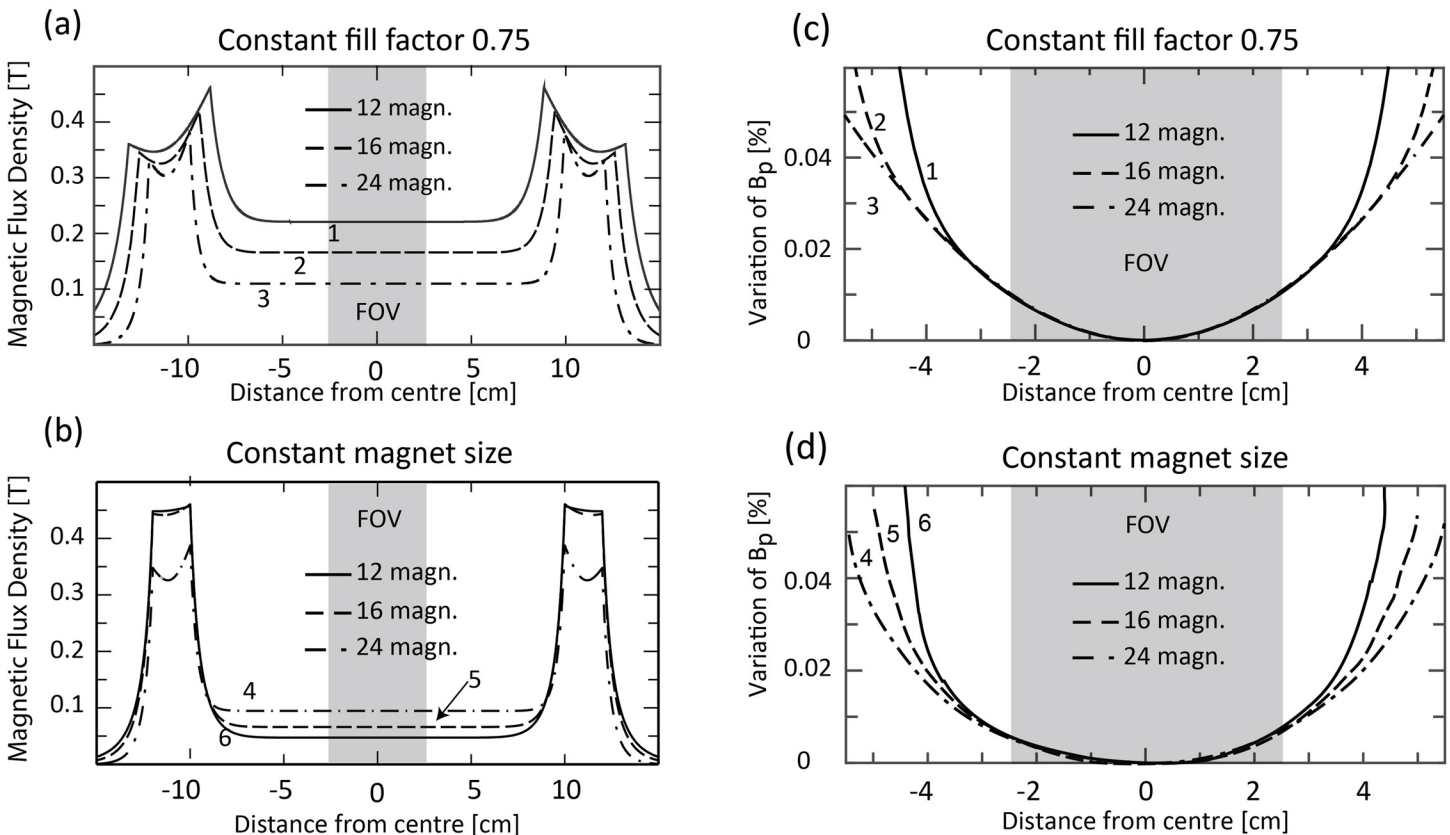 (a)
Constant fill factor 0.75
Magnetic Flux Density [T]
0.4
0.3
0.2
0.1
12 magn.
16 magn.
24 magn.
1
2
3
FOV
-10
-5
0
5
10
Distance from centre [cm]
(b)
Constant magnet size
Magnetic Flux Density [T]
0.4
0.3
0.2
0.1
FOV
12 magn.
16 magn.
24 magn.
4
5
6
-10
-5
0
5
10
Distance from centre [cm]
(c)
Constant fill factor 0.75
Variation of Bp [%]
0.04
0.02
0
2
1
3
12 magn.
16 magn.
24 magn.
FOV
-4
-2
0
2
4
Distance from centre [cm]
(d)
Constant magnet size
Variation of Bp [%]
0.04
0.02
0
4
5
6
FOV
12 magn.
16 magn.
24 magn.
-4
-2
0
2
4
Distance from centre [cm]